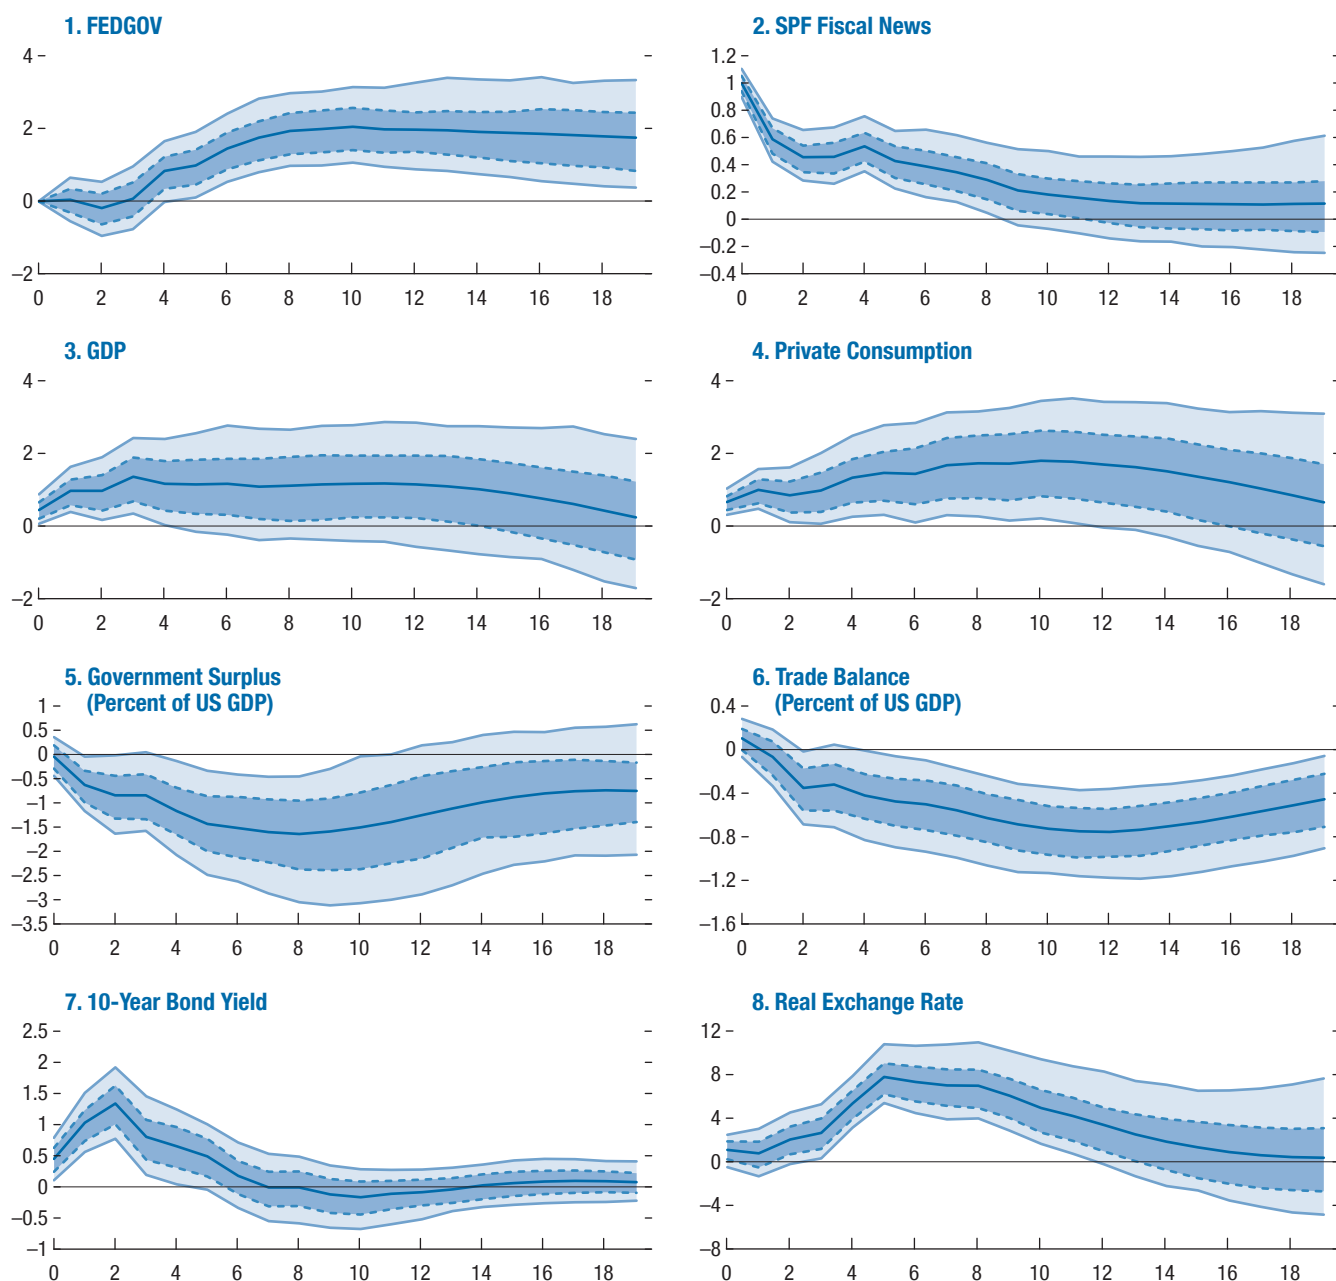 1. FEDGOV
4
2
0
–2
0 2 4 6 8 10 12 14 16 18
2. SPF Fiscal News
1.2
1
0.8
0.6
0.4
0.2
0
–0.2
–0.4
0 2 4 6 8 10 12 14 16 18
3. GDP
4
2
0
–2
0 2 4 6 8 10 12 14 16 18
4. Private Consumption
4
2
0
–2
0 2 4 6 8 10 12 14 16 18
5. Government Surplus
(Percent of US GDP)
1
0.5
0
–0.5
–1
–1.5
–2
–2.5
–3
–3.5
0 2 4 6 8 10 12 14 16 18
6. Trade Balance
(Percent of US GDP)
0.4
0
–0.4
–0.8
–1.2
–1.6
0 2 4 6 8 10 12 14 16 18
7. 10-Year Bond Yield
2.5
2
1.5
1
0.5
0
–0.5
–1
0 2 4 6 8 10 12 14 16 18
8. Real Exchange Rate
12
8
4
0
–4
–8
0 2 4 6 8 10 12 14 16 18